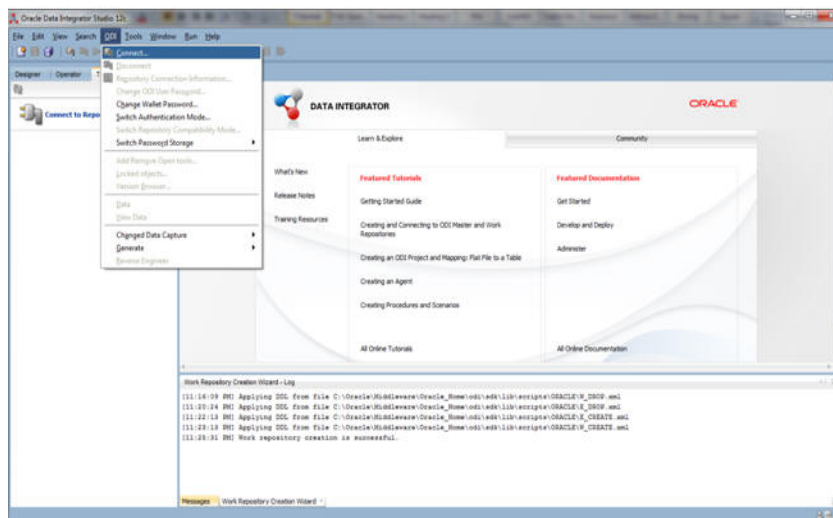 Oracle Data Integrator Studio 12c
File Edit View Search ODI Tools Window Run Help
Connect...
Disconnect
Repository Connection Information...
Change ODI User Password...
Change Wallet Password...
Switch Authentication Mode...
Switch Repository Compatibility Mode...
Switch Password Storage
Add Remove Open tools...
Locked objects...
Version Browser...
Data
View Data
Changed Data Capture
Generate
Reverse Engineer
Designer Operator T
Connect to Repo
DATA INTEGRATOR
ORACLE
Learn & Explore
Community
What's New
Release Notes
Training Resources
Featured Tutorials
Getting Started Guide
Creating and Connecting to ODI Master and Work
Repositories
Creating an ODI Project and Mapping: Flat File to a Table
Creating an Agent
Creating Procedures and Scenarios
All Online Tutorials
Featured Documentation
Get Started
Develop and Deploy
Administer
All Online Documentation
Work Repository Creation Wizard - Log
[11:16:09 PM] Applying DDL from file C:\Oracle\Middleware\Oracle_Home\odi\sdk\lib\scripts\ORACLE\W_DROP.xml
[11:20:14 PM] Applying DDL from file C:\Oracle\Middleware\Oracle_Home\odi\sdk\lib\scripts\ORACLE\E_DROP.xml
[11:22:13 PM] Applying DDL from file C:\Oracle\Middleware\Oracle_Home\odi\sdk\lib\scripts\ORACLE\E_CREATE.xml
[11:23:13 PM] Applying DDL from file C:\Oracle\Middleware\Oracle_Home\odi\sdk\lib\scripts\ORACLE\W_CREATE.xml
[11:25:31 PM] Work repository creation is successful.
Messages Work Repository Creation Wizard